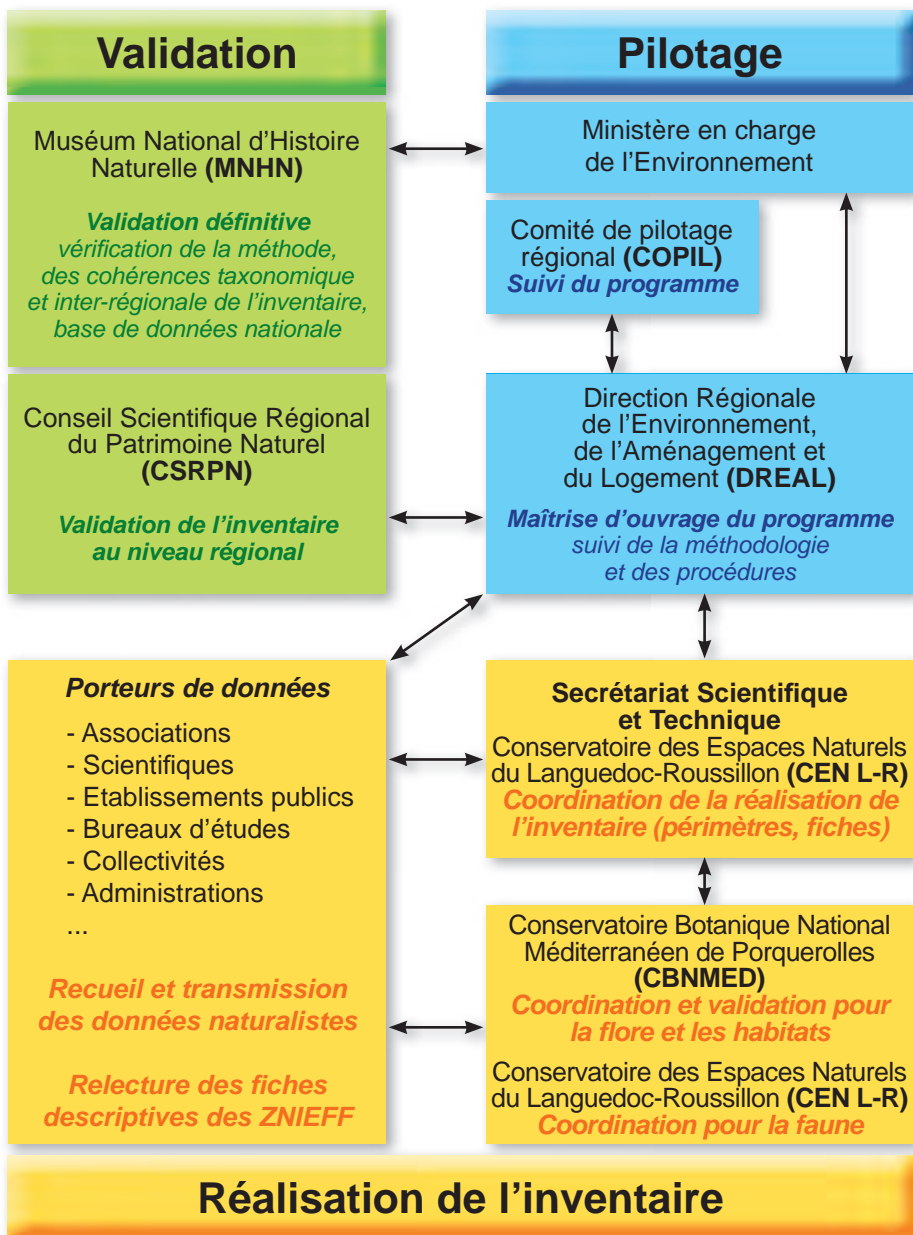 Validation
Muséum National d'Histoire
Naturelle (MNHN)
Validation définitive
vérification de la méthode,
des cohérences taxonomique
et inter-régionale de l'inventaire,
base de données nationale
Conseil Scientifique Régional
du Patrimoine Naturel
(CSRPN)
Validation de l'inventaire
au niveau régional
Pilotage
Ministère en charge
de l'Environnement
Comité de pilotage
régional (COPIL)
Suivi du programme
Direction Régionale
de l'Environnement,
de l'Aménagement et
du Logement (DREAL)
Maîtrise d'ouvrage du programme
suivi de la méthodologie
et des procédures
Porteurs de données
- Associations
- Scientifiques
- Etablissements publics
- Bureaux d'études
- Collectivités
- Administrations
...
Recueil et transmission
des données naturalistes
Relecture des fiches
descriptives des ZNIEFF
Secrétariat Scientifique
et Technique
Conservatoire des Espaces Naturels
du Languedoc-Roussillon (CEN L-R)
Coordination de la réalisation de
l'inventaire (périmètres, fiches)
Conservatoire Botanique National
Méditerranéen de Porquerolles
(CBNMED)
Coordination et validation pour
la flore et les habitats
Conservatoire des Espaces Naturels
du Languedoc-Roussillon (CEN L-R)
Coordination pour la faune
Réalisation de l'inventaire